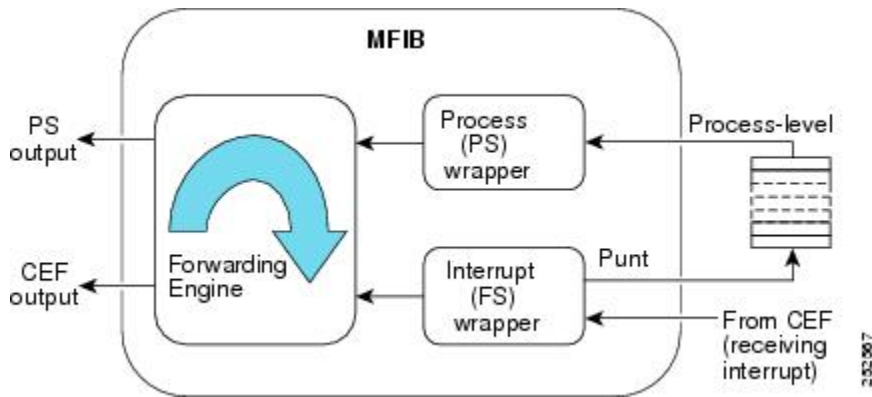 MFIB
PS
output
CEF
output
Forwarding
Engine
Process
(PS)
wrapper
Interrupt
(FS)
wrapper
Process-level
Punt
From CEF
(receiving
interrupt)
252567